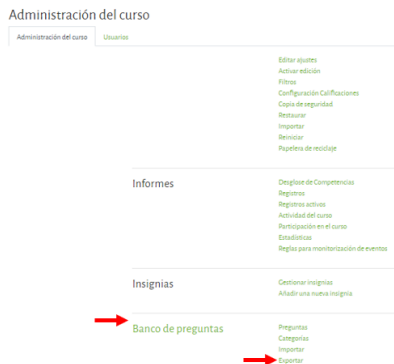 Administración del curso
Administración del curso Usuarios
Editar ajustes
Activar edición
Filtros
Configuración Calificaciones
Copia de seguridad
Restaurar
Importar
Reiniciar
Papelera de reciclaje
Informes
Desglose de Competencias
Registros
Registros activos
Actividad del curso
Participación en el curso
Estadísticas
Reglas para monitorización de eventos
Insignias
Gestionar insignias
Añadir una nueva insignia
Banco de preguntas
Preguntas
Categorías
Importar
Exportar